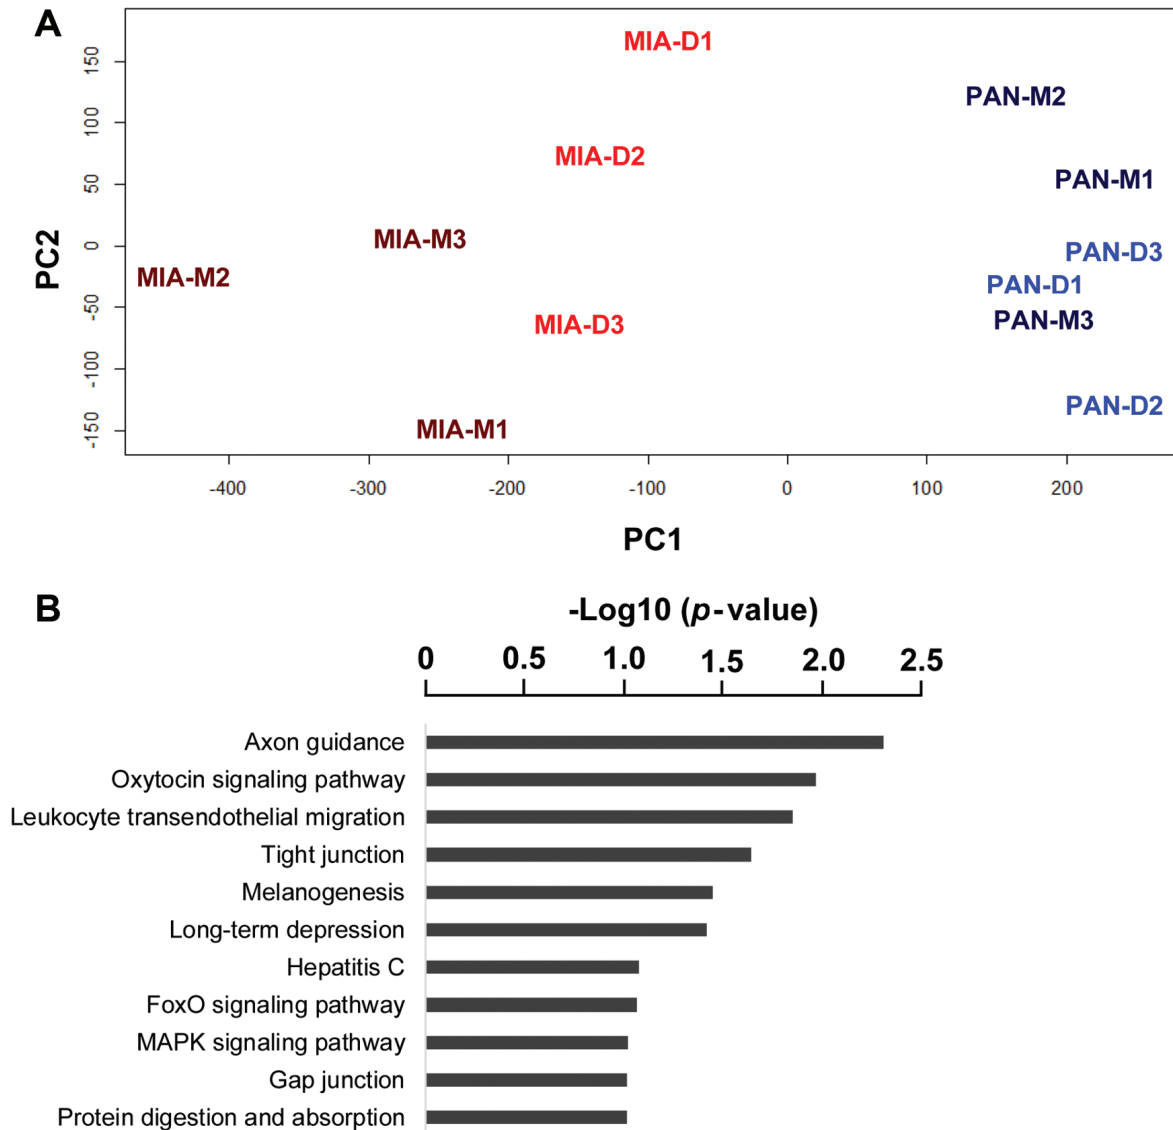 A
MIA-D1
PAN-M2
MIA-D2
PAN-M1
MIA-M3
PAN-D3
MIA-M2
PAN-D1
MIA-D3
PAN-M3
PAN-D2
MIA-M1
150
100
50
0
-50
-100
-150
PC2
-400 -300 -200 -100 0 100 200
PC1
B
-Log10 (p-value)
0 0.5 1.0 1.5 2.0 2.5
Axon guidance
Oxytocin signaling pathway
Leukocyte transendothelial migration
Tight junction
Melanogenesis
Long-term depression
Hepatitis C
FoxO signaling pathway
MAPK signaling pathway
Gap junction
Protein digestion and absorption